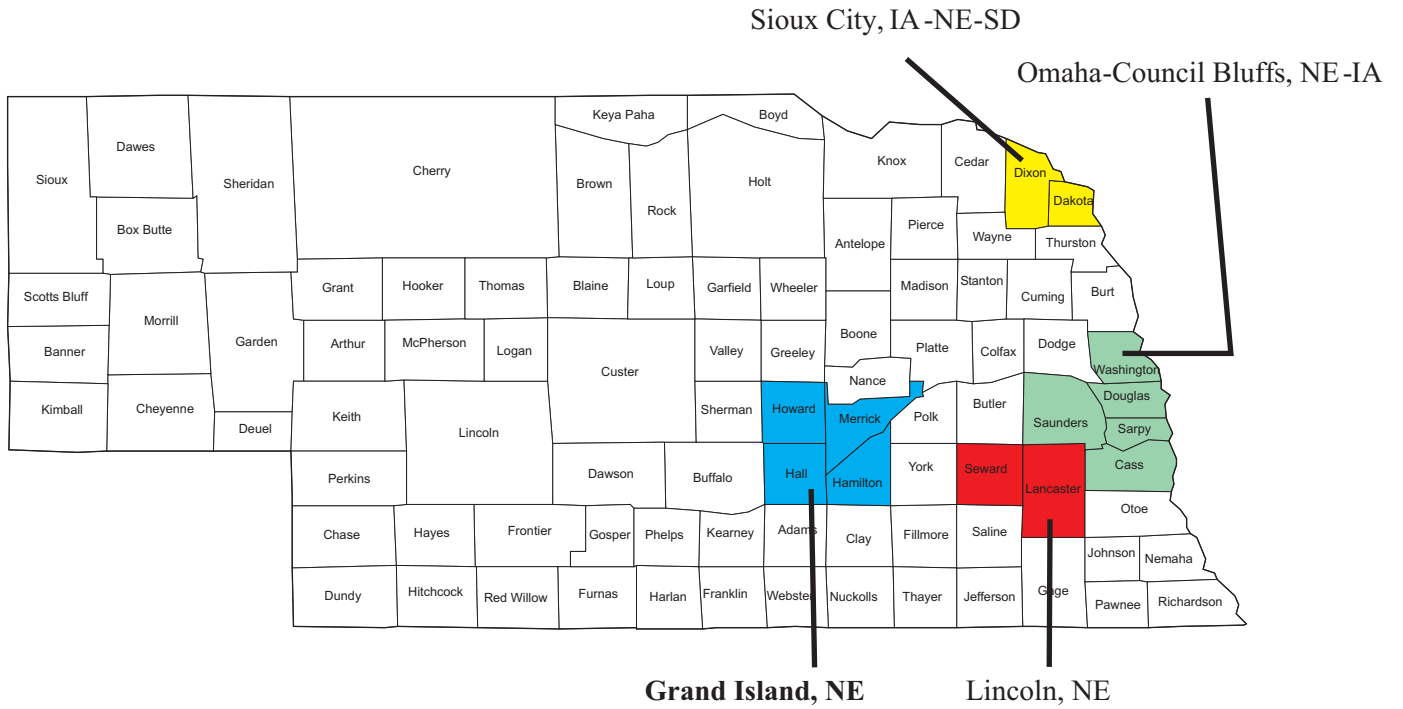 Sioux City, IA-NE-SD
Omaha-Council Bluffs, NE-IA
Keya Paha
Boyd
Dawes
Sioux
Sheridan
Cherry
Brown
Rock
Holt
Knox
Cedar
Dixon
Dakota
Box Butte
Antelope
Pierce
Wayne
Thurston
Scotts Bluff
Morrill
Garden
Grant
Hooker
Thomas
Blaine
Loup
Garfield
Wheeler
Madison
Stanton
Cuming
Burt
Banner
Arthur
McPherson
Logan
Custer
Valley
Greeley
Boone
Platte
Colfax
Dodge
Washington
Kimball
Cheyenne
Deuel
Keith
Lincoln
Sherman
Howard
Nance
Merrick
Polk
Butler
Saunders
Douglas
Sarpy
Cass
Perkins
Dawson
Buffalo
Hall
Hamilton
York
Seward
Lancaster
Otoe
Chase
Hayes
Frontier
Gosper
Phelps
Kearney
Adams
Clay
Fillmore
Saline
Johnson
Nemaha
Dundy
Hitchcock
Red Willow
Furnas
Harlan
Franklin
Webster
Nuckolls
Thayer
Jefferson
Gage
Pawnee
Richardson
Grand Island, NE
Lincoln, NE